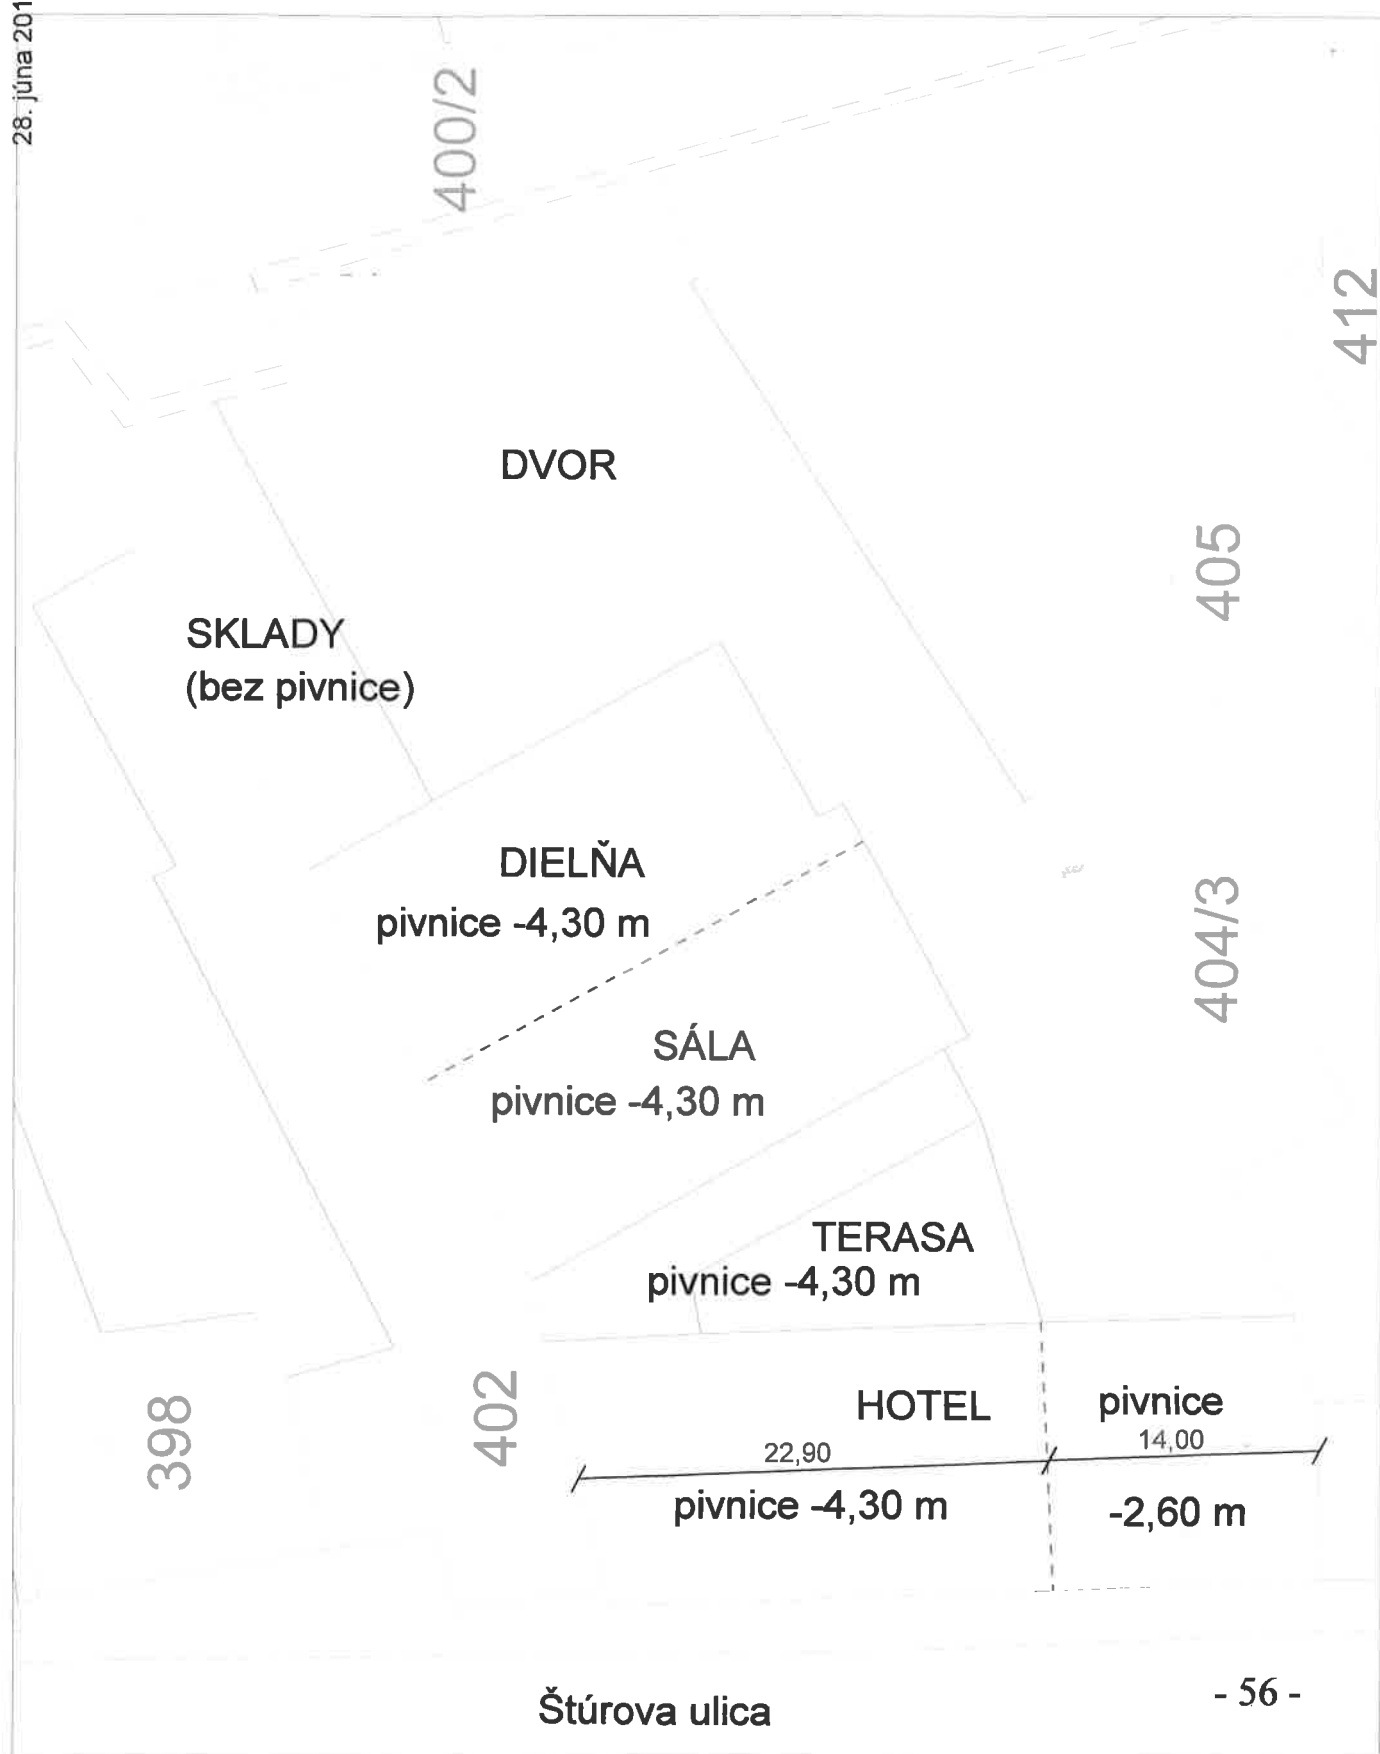 28. júna 201
400/2
412
DVOR
405
SKLADY
(bez pivnice)
DIELŇA
pivnice -4,30 m
404/3
SÁLA
pivnice -4,30 m
TERASA
pivnice -4,30 m
398
402
HOTEL
pivnice
22,90
14,00
pivnice -4,30 m
-2,60 m
Štúrova ulica
- 56 -